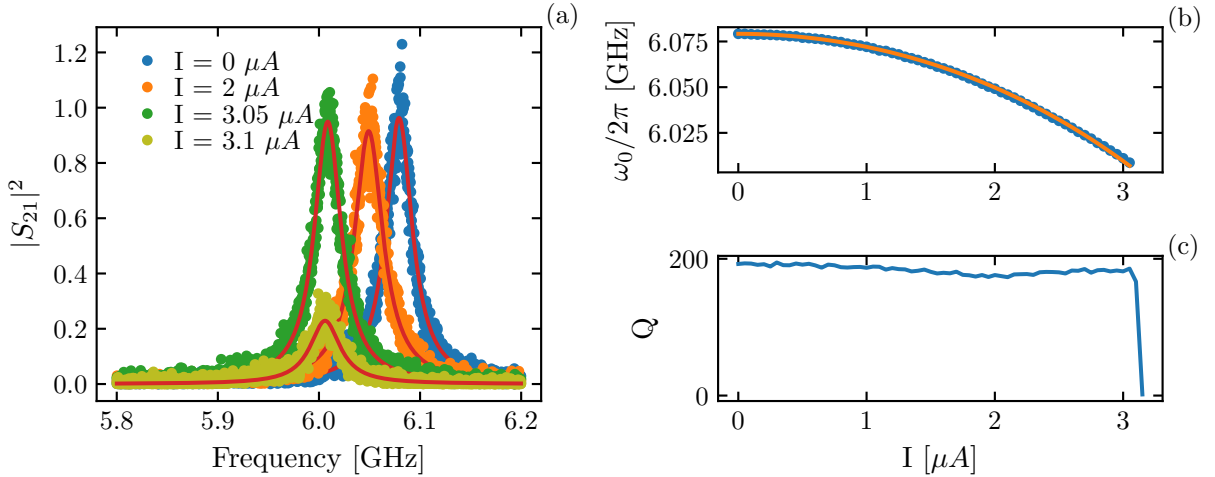 (a)
I = 0 μA
I = 2 μA
I = 3.05 μA
I = 3.1 μA
1.2
1.0
0.8
0.6
0.4
0.2
0.0
|S₂₁|²
5.8
5.9
6.0
6.1
6.2
Frequency [GHz]
(b)
6.075
6.050
6.025
ω₀/2π [GHz]
0
1
2
3
(c)
200
0
Q
0
1
2
3
I [μA]